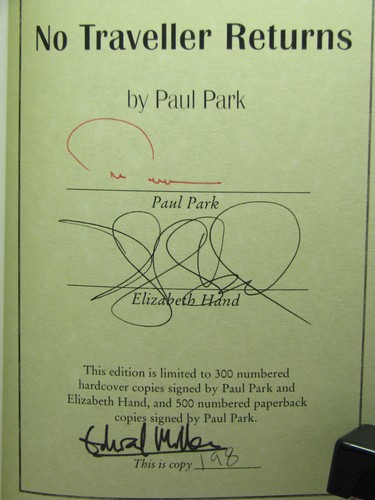 No Traveller Returns
by Paul Park
Paul Park
Elizabeth Hand
This edition is limited to 300 numbered
hardcover copies signed by Paul Park and
Elizabeth Hand, and 500 numbered paperback
copies signed by Paul Park.
This is copy 198